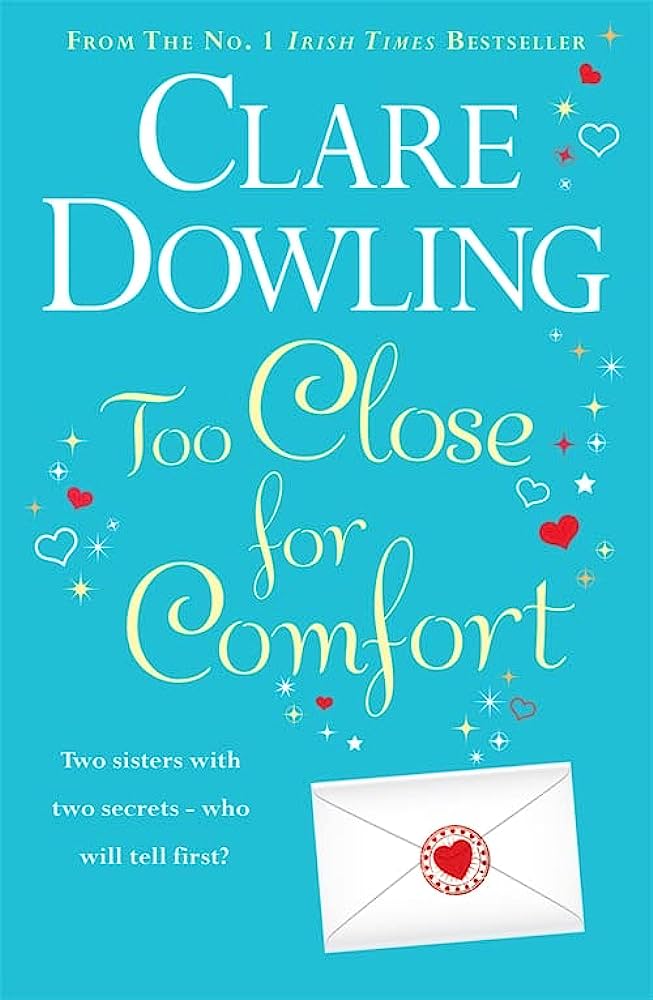 FROM THE NO. 1 IRISH TIMES BESTSELLER
CLARE
DOWLING
Too Close
for
Comfort
Two sisters with
two secrets – who
will tell first?